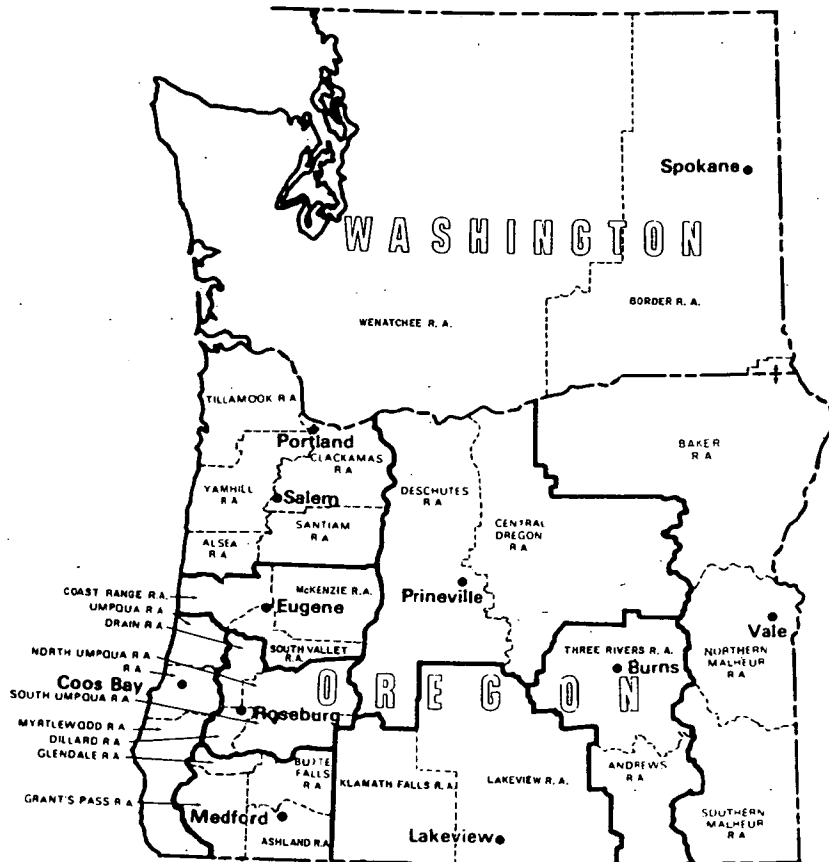 Spokane
WASHINGTON
BORDER R. A.
WENATCHEE R. A.
TILLAMOOK R A
Portland
CLACKAMAS
R A
BAKER
R A
YAMHILL
R A
Salem
DESCHUTES
R A
SANTIAM
R A
CENTRAL
OREGON
R A
ALSEA
R A
COAST RANGE R.A.
McKENZIE R.A.
UMPQUA R A
Eugene
Prineville
DRAIN R A
Vale
SOUTH VALLEY
R A
THREE RIVERS R. A.
NORTHERN
MALHEUR
R A
NORTH UMPQUA R A
R A
Burns
Coos Bay
OREGON
SOUTH UMPQUA R A
Roseburg
MYRTLEWOOD R A
DILLARD R A
GLENDALE R A
BUTTE
FALLS
R A
KLAMATH FALLS R.A.
LAKEVIEW R. A.
ANDREWS
R A
GRANT'S PASS R A
Medford
SOUTHERN
MALHEUR
R A
ASHLAND R.A.
Lakeview